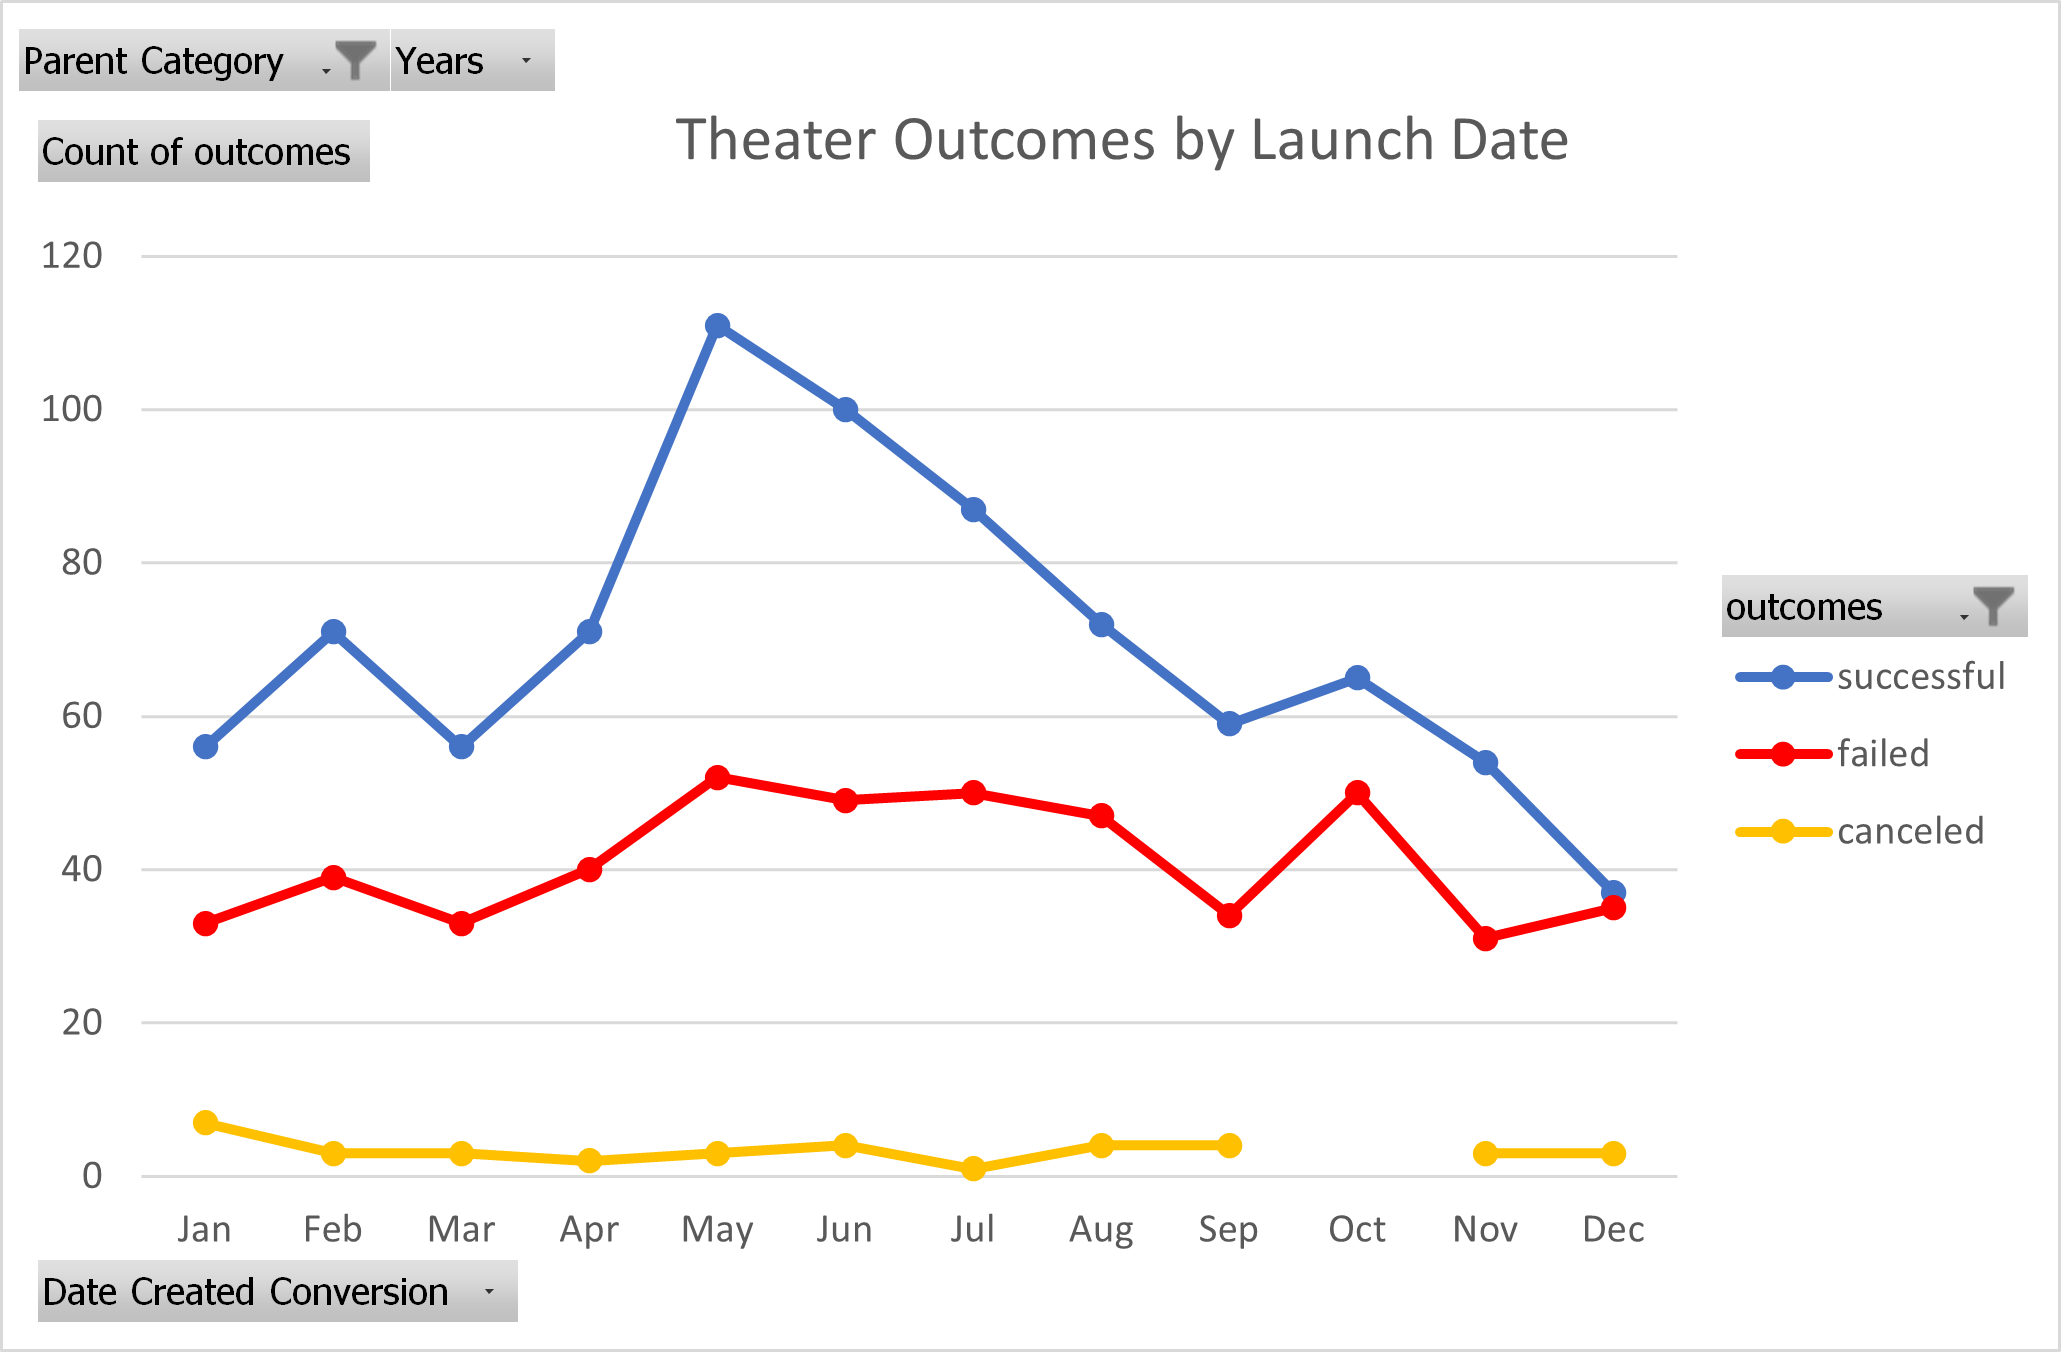 Parent Category Years
Count of outcomes
Theater Outcomes by Launch Date
120
100
80
60
40
20
0
Jan Feb Mar Apr May Jun Jul Aug Sep Oct Nov Dec
Date Created Conversion
outcomes
successful
failed
canceled